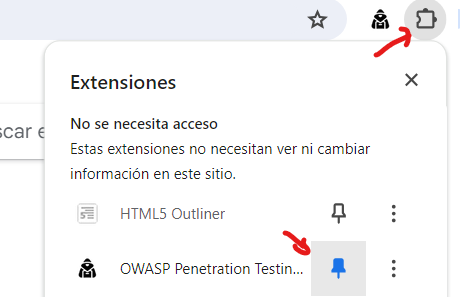 Extensiones
No se necesita acceso
Estas extensiones no necesitan ver ni cambiar
información en este sitio.
HTML5 Outliner
OWASP Penetration Testin...